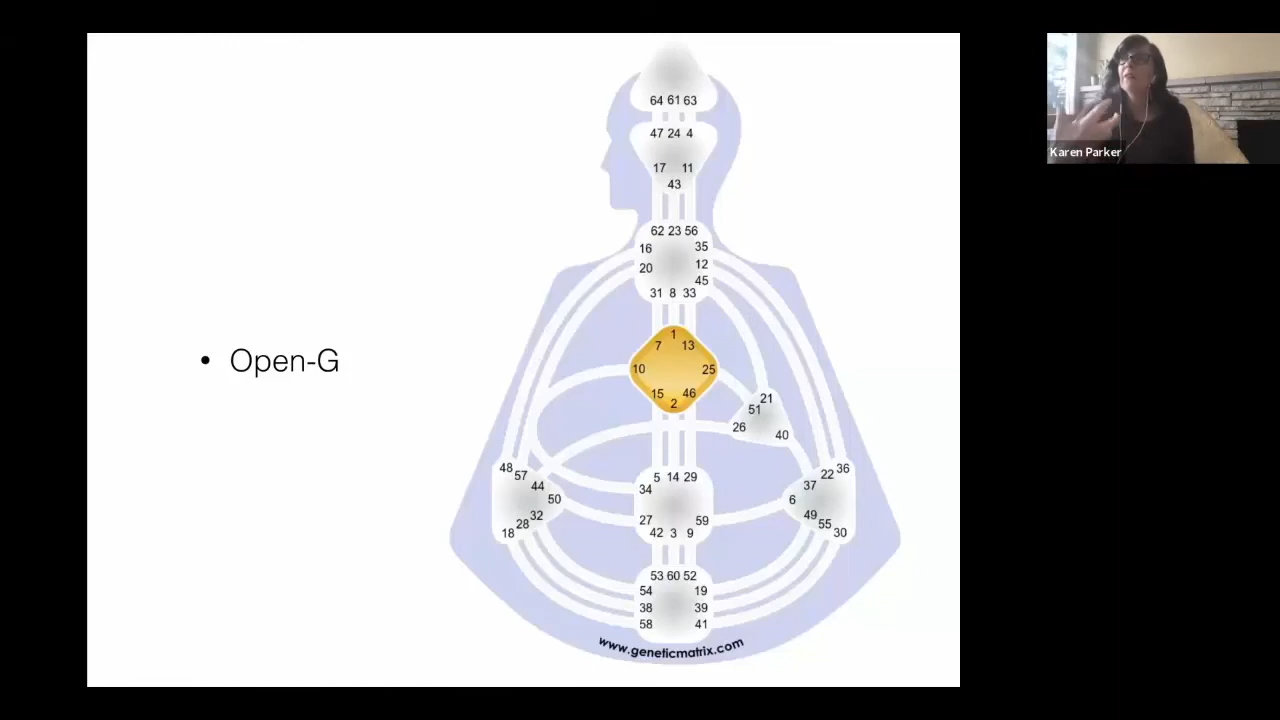 64 61 63
47 24 4
17 11
43
62 23 56
16 35
20 12
45
31 8 33
1
7 13
10 25
15 46
2
21
51
26 40
48 57 44 50 32 28 18
5 14 29
34
27 59
42 3 9
36 22 37 6 49 55 30
53 60 52
54 19
38 39
58 41
www.geneticmatrix.com
• Open-G
Karen Parker